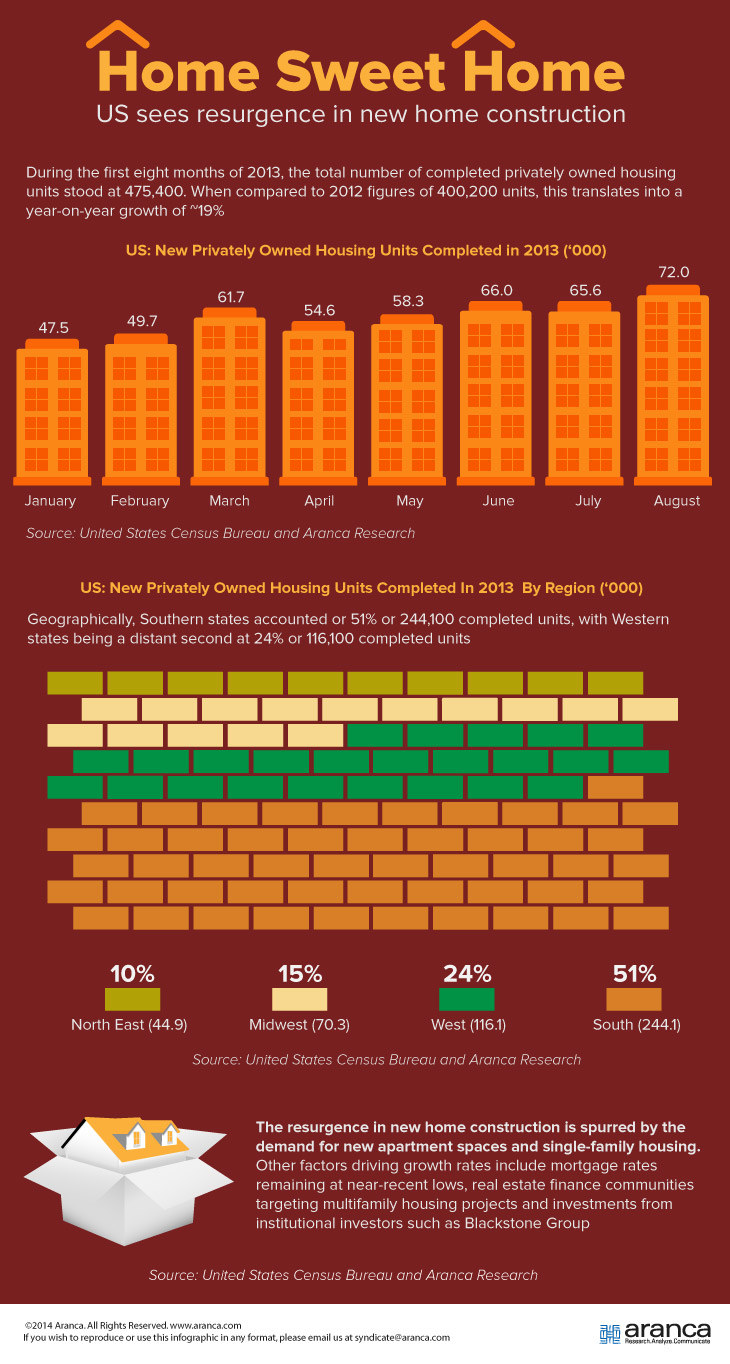 Home Sweet Home
US sees resurgence in new home construction
During the first eight months of 2013, the total number of completed privately owned housing
units stood at 475,400. When compared to 2012 figures of 400,200 units, this translates into a
year-on-year growth of ~19%
US: New Privately Owned Housing Units Completed in 2013 (‘000)
47.5 49.7 61.7 54.6 58.3 66.0 65.6 72.0
January February March April May June July August
Source: United States Census Bureau and Aranca Research
US: New Privately Owned Housing Units Completed In 2013 By Region (‘000)
Geographically, Southern states accounted or 51% or 244,100 completed units, with Western
states being a distant second at 24% or 116,100 completed units
10% 15% 24% 51%
North East (44.9) Midwest (70.3) West (116.1) South (244.1)
Source: United States Census Bureau and Aranca Research
The resurgence in new home construction is spurred by the
demand for new apartment spaces and single-family housing.
Other factors driving growth rates include mortgage rates
remaining at near-recent lows, real estate finance communities
targeting multifamily housing projects and investments from
institutional investors such as Blackstone Group
Source: United States Census Bureau and Aranca Research
©2014 Aranca. All Rights Reserved. www.aranca.com
If you wish to reproduce or use this infographic in any format, please email us at syndicate@aranca.com
aranca
Research.Analyze.Communicate